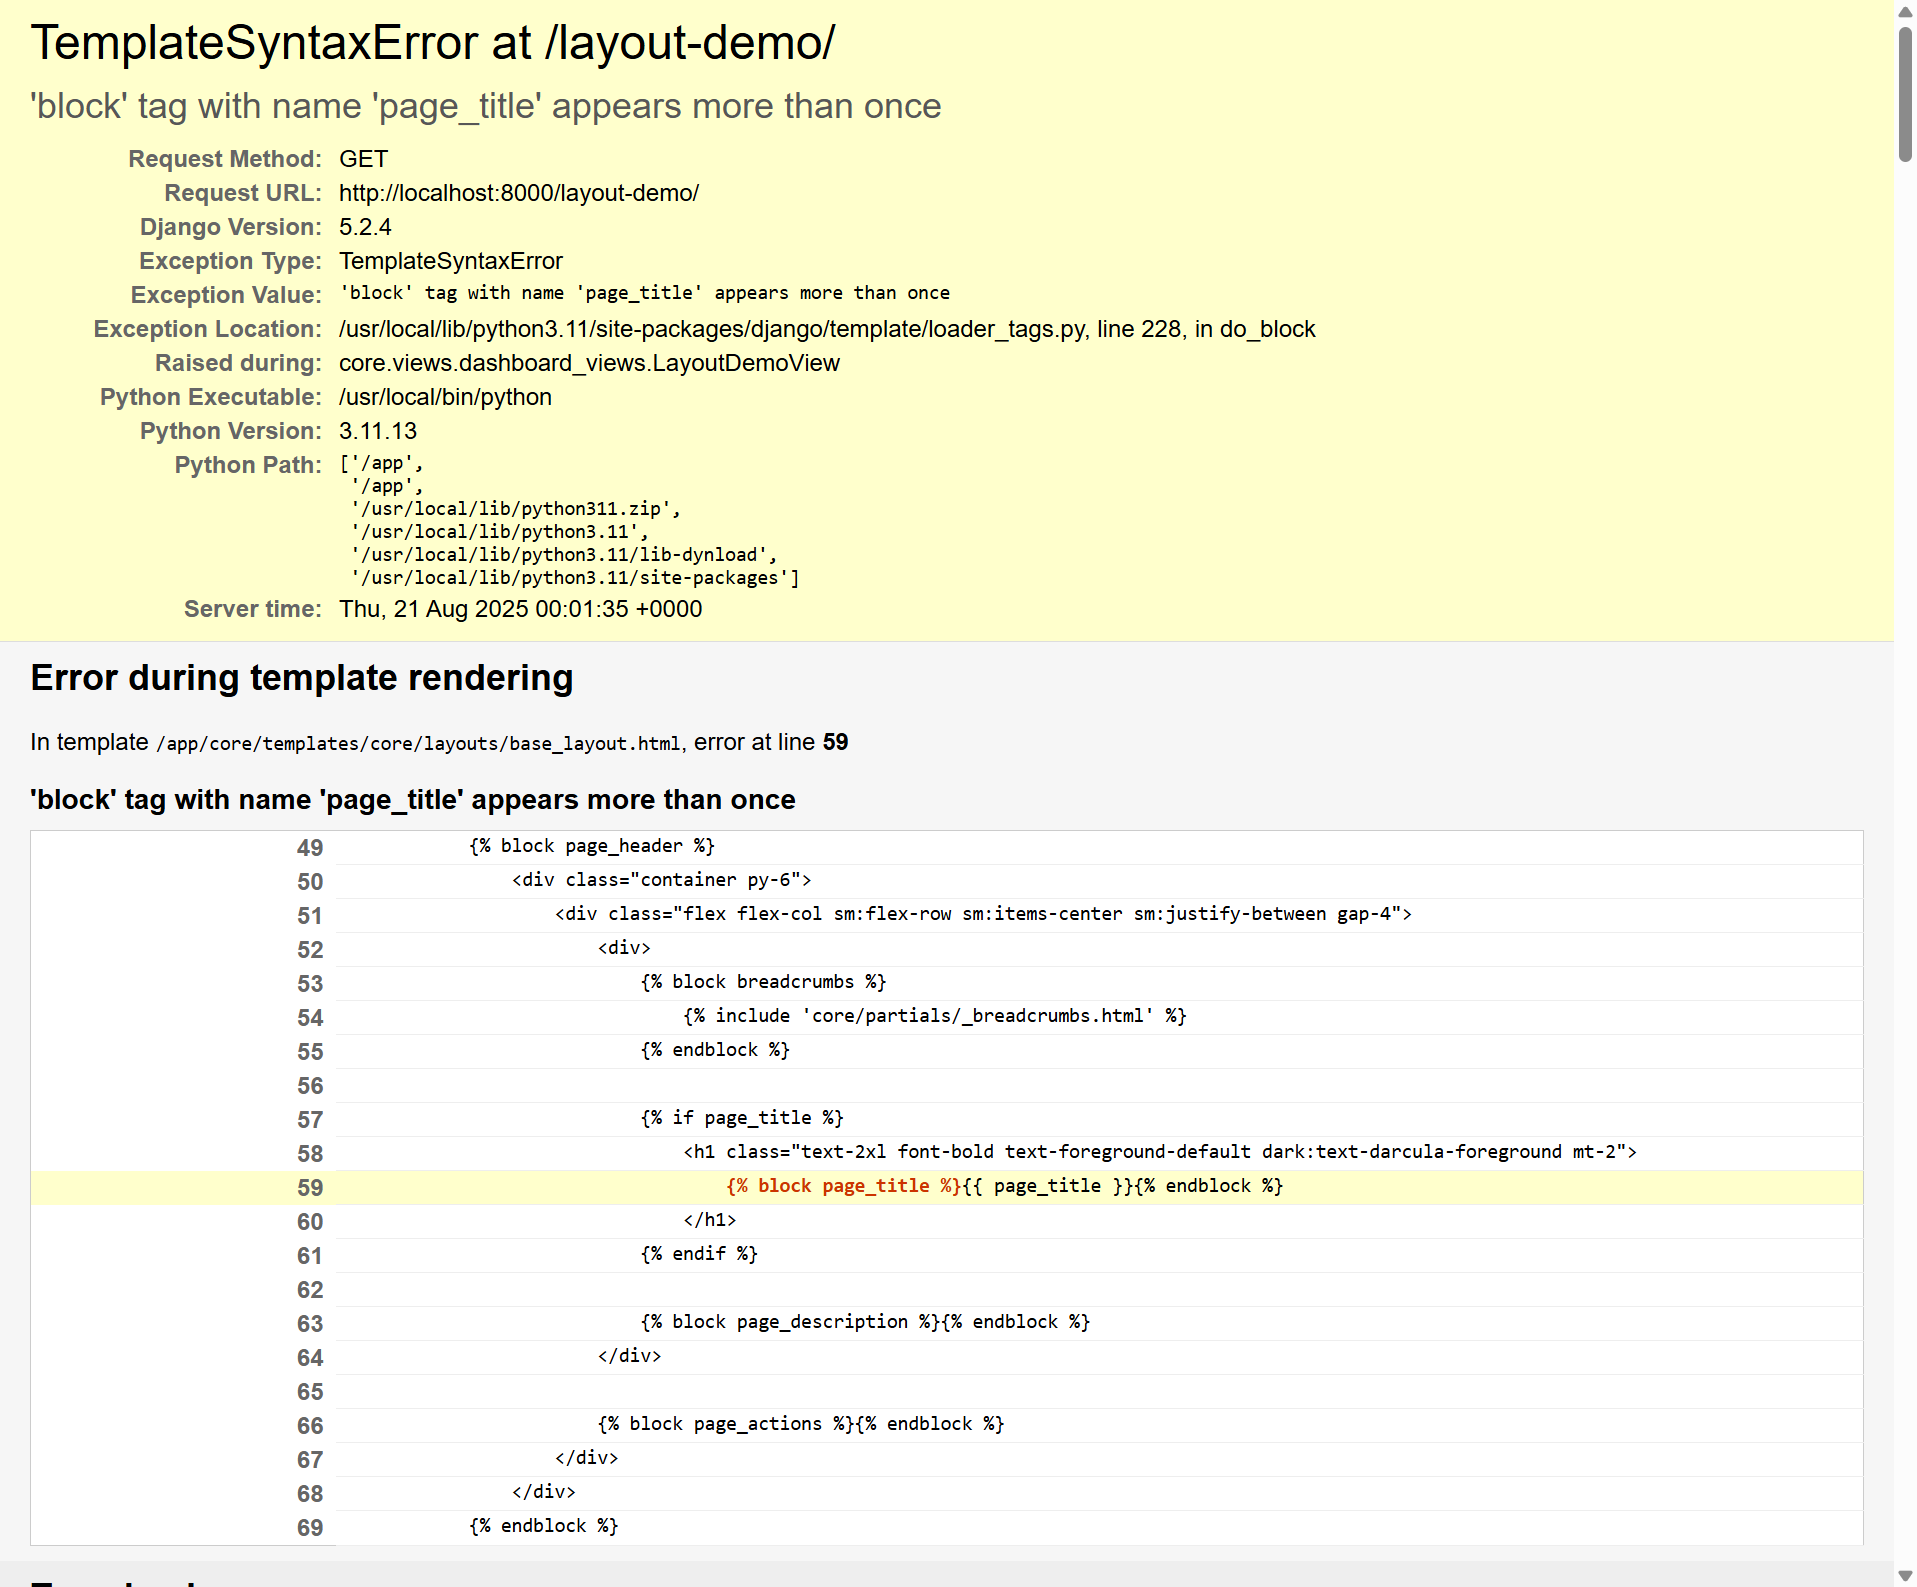 TemplateSyntaxError at /layout-demo/
'block' tag with name 'page_title' appears more than once
Request Method: GET
Request URL: http://localhost:8000/layout-demo/
Django Version: 5.2.4
Exception Type: TemplateSyntaxError
Exception Value: 'block' tag with name 'page_title' appears more than once
Exception Location: /usr/local/lib/python3.11/site-packages/django/template/loader_tags.py, line 228, in do_block
Raised during: core.views.dashboard_views.LayoutDemoView
Python Executable: /usr/local/bin/python
Python Version: 3.11.13
Python Path: ['/app',
'/app',
'/usr/local/lib/python311.zip',
'/usr/local/lib/python3.11',
'/usr/local/lib/python3.11/lib-dynload',
'/usr/local/lib/python3.11/site-packages']
Server time: Thu, 21 Aug 2025 00:01:35 +0000
Error during template rendering
In template /app/core/templates/core/layouts/base_layout.html, error at line 59
'block' tag with name 'page_title' appears more than once
49 {% block page_header %}
50 <div class="container py-6">
51 <div class="flex flex-col sm:flex-row sm:items-center sm:justify-between gap-4">
52 <div>
53 {% block breadcrumbs %}
54 {% include 'core/partials/_breadcrumbs.html' %}
55 {% endblock %}
56
57 {% if page_title %}
58 <h1 class="text-2xl font-bold text-foreground-default dark:text-darcula-foreground mt-2">
59 {% block page_title %}{{ page_title }}{% endblock %}
60 </h1>
61 {% endif %}
62
63 {% block page_description %}{% endblock %}
64 </div>
65
66 {% block page_actions %}{% endblock %}
67 </div>
68 </div>
69 {% endblock %}